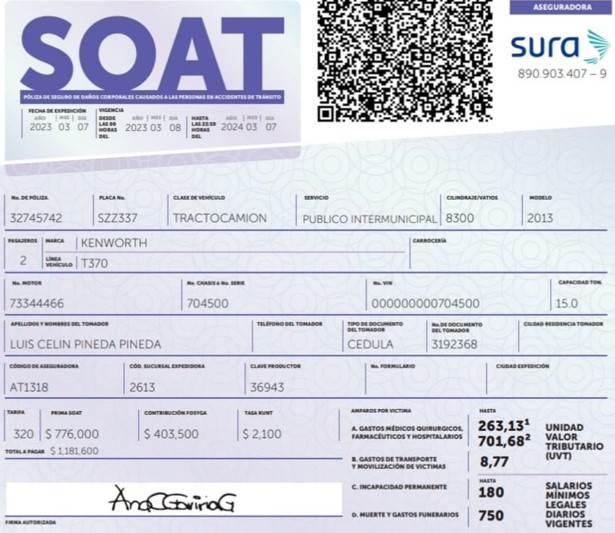 ASEGURADORA
SOAT
sura
890.903.407 – 9
PÓLIZA DE SEGURO DE DAÑOS CORPORALES CAUSADOS A LAS PERSONAS EN ACCIDENTES DE TRÁNSITO
FECHA DE EXPEDICIÓN VIGENCIA
AÑO MES DÍA DESDE LAS 00 HORAS DEL AÑO MES DÍA HASTA LAS 23:59 HORAS DEL AÑO MES DÍA
2023 03 07 2023 03 08 2024 03 07
No. DE PÓLIZA. PLACA No. CLASE DE VEHÍCULO SERVICIO CILINDRAJE/VATIOS MODELO
32745742 SZZ337 TRACTOCAMION PUBLICO INTERMUNICIPAL 8300 2013
PASAJEROS MARCA KENWORTH CARROCERÍA
2 LÍNEA VEHÍCULO T370
No. MOTOR No. CHASIS ó No. SERIE No. VIN CAPACIDAD TON.
73344466 704500 000000000704500 15.0
APELLIDOS Y NOMBRES DEL TOMADOR TELÉFONO DEL TOMADOR TIPO DE DOCUMENTO DEL TOMADOR No. DE DOCUMENTO DEL TOMADOR CIUDAD RESIDENCIA TOMADOR
LUIS CELIN PINEDA PINEDA CEDULA 3192368
CÓDIGO DE ASEGURADORA CÓD. SUCURSAL EXPEDIDORA CLAVE PRODUCTOR No. FORMULARIO CIUDAD EXPEDICIÓN
AT1318 2613 36943
TARIFA PRIMA SOAT CONTRIBUCIÓN FOSYGA TASA RUNT
320 $ 776,000 $ 403,500 $ 2,100
TOTAL A PAGAR $ 1,181,600
AMPAROS POR VICTIMA HASTA
A. GASTOS MÉDICOS QUIRURGICOS, FARMACÉUTICOS Y HOSPITALARIOS 263,13¹ 701,68²
B. GASTOS DE TRANSPORTE Y MOVILIZACIÓN DE VICTIMAS 8,77
UNIDAD VALOR TRIBUTARIO (UVT)
HASTA
C. INCAPACIDAD PERMANENTE 180
D. MUERTE Y GASTOS FUNERARIOS 750
SALARIOS MÍNIMOS LEGALES DIARIOS VIGENTES
FIRMA AUTORIZADA